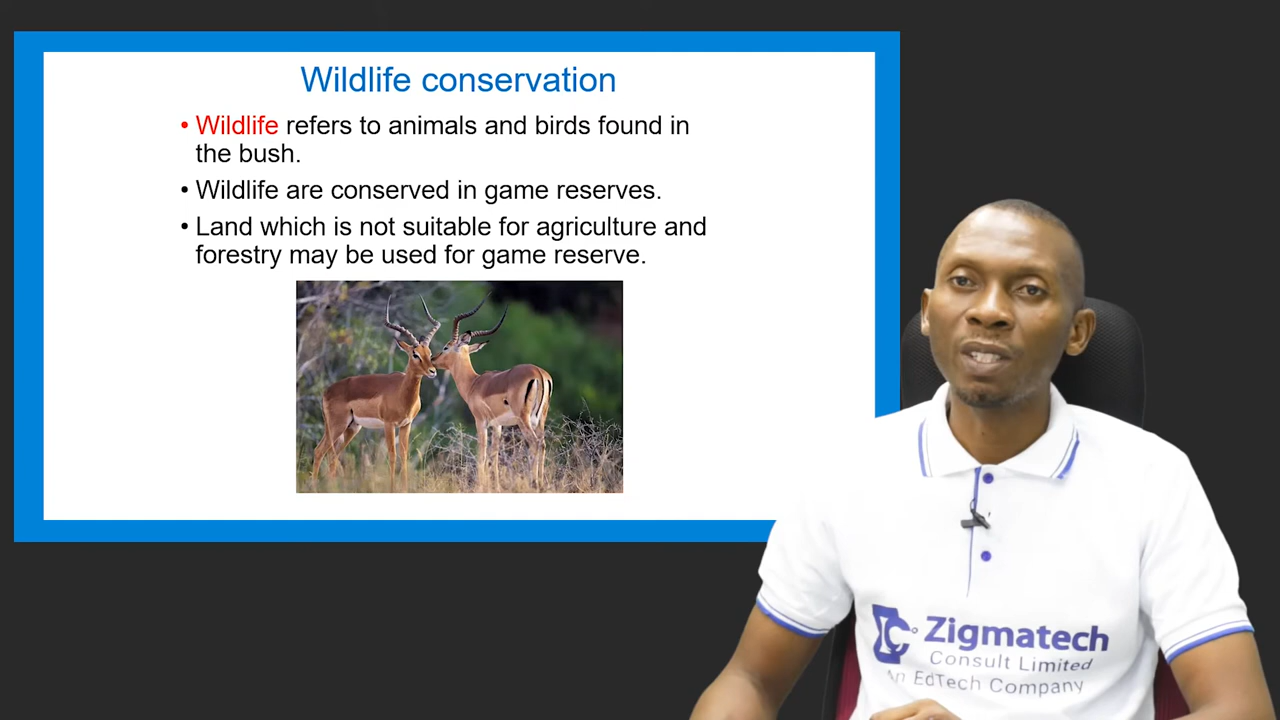 Wildlife conservation
• Wildlife refers to animals and birds found in
the bush.
• Wildlife are conserved in game reserves.
• Land which is not suitable for agriculture and
forestry may be used for game reserve.
Zigmatech
Consult Limited
An EdTech Company